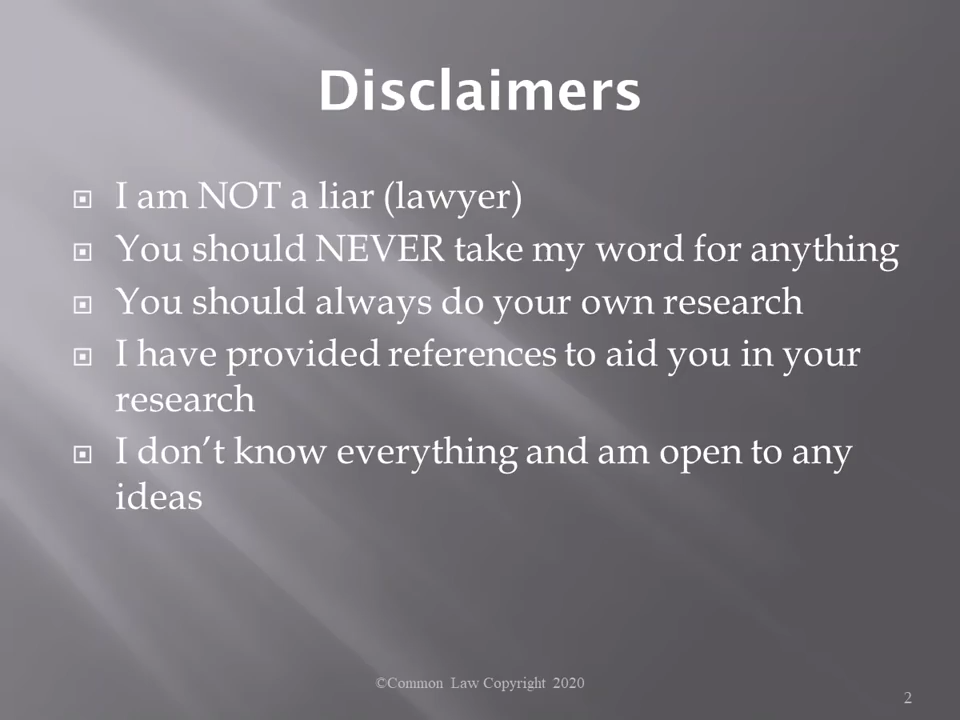 Disclaimers
I am NOT a liar (lawyer)
You should NEVER take my word for anything
You should always do your own research
I have provided references to aid you in your
research
I don’t know everything and am open to any
ideas
©Common Law Copyright 2020
2